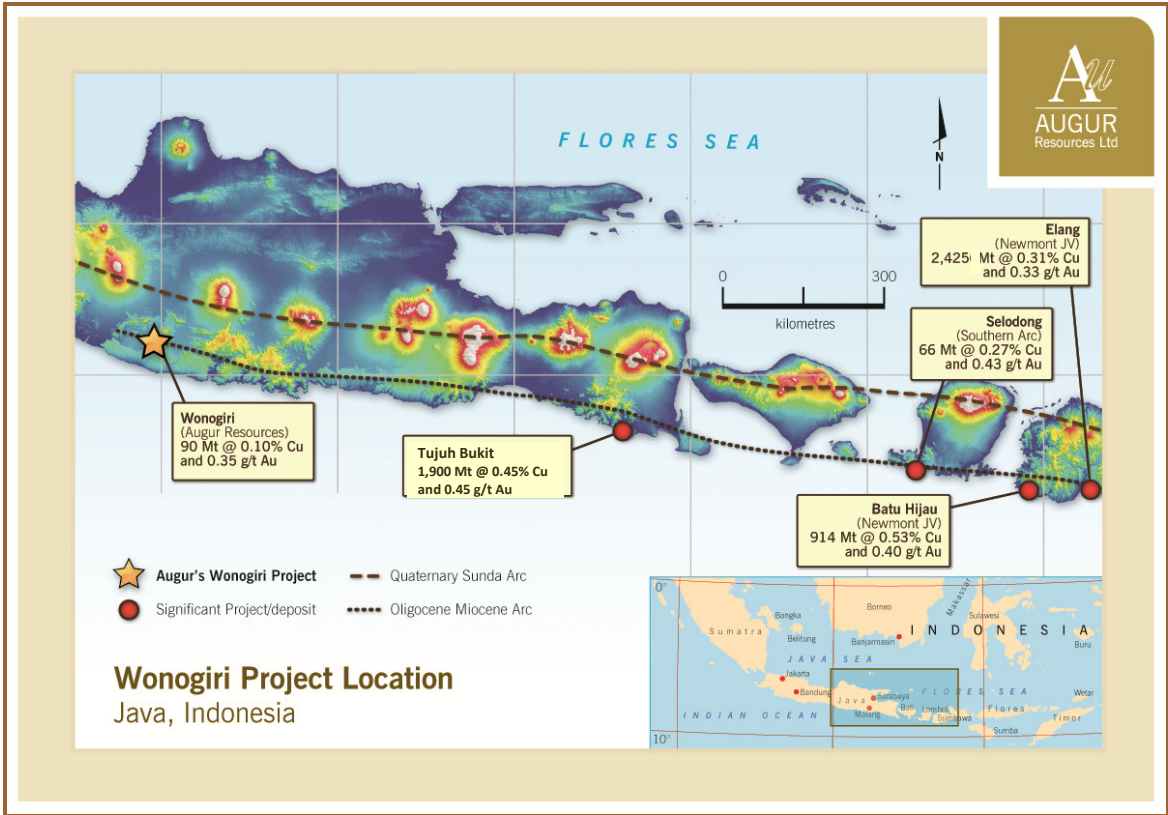 Au
AUGUR
Resources Ltd
FLORES SEA
N
0 300
kilometres
Elang
(Newmont JV)
2,425 Mt @ 0.31% Cu
and 0.33 g/t Au
Selodong
(Southern Arc)
66 Mt @ 0.27% Cu
and 0.43 g/t Au
Wonogiri
(Augur Resources)
90 Mt @ 0.10% Cu
and 0.35 g/t Au
Tujuh Bukit
1,900 Mt @ 0.45% Cu
and 0.45 g/t Au
Batu Hijau
(Newmont JV)
914 Mt @ 0.53% Cu
and 0.40 g/t Au
Augur's Wonogiri Project
Quaternary Sunda Arc
Significant Project/deposit
Oligocene Miocene Arc
Wonogiri Project Location
Java, Indonesia
0°
Sumatra
Bangka
Belitung
Borneo
Banjarmasin
Makassar
Sulawesi
INDONESIA
Buru
JAVA SEA
Jakarta
Bandung
Java
Surabaya
Malang
Bali
Lombok
Sumbawa
FLORES SEA
Flores
Wetar
Timor
Sumba
INDIAN OCEAN
10°